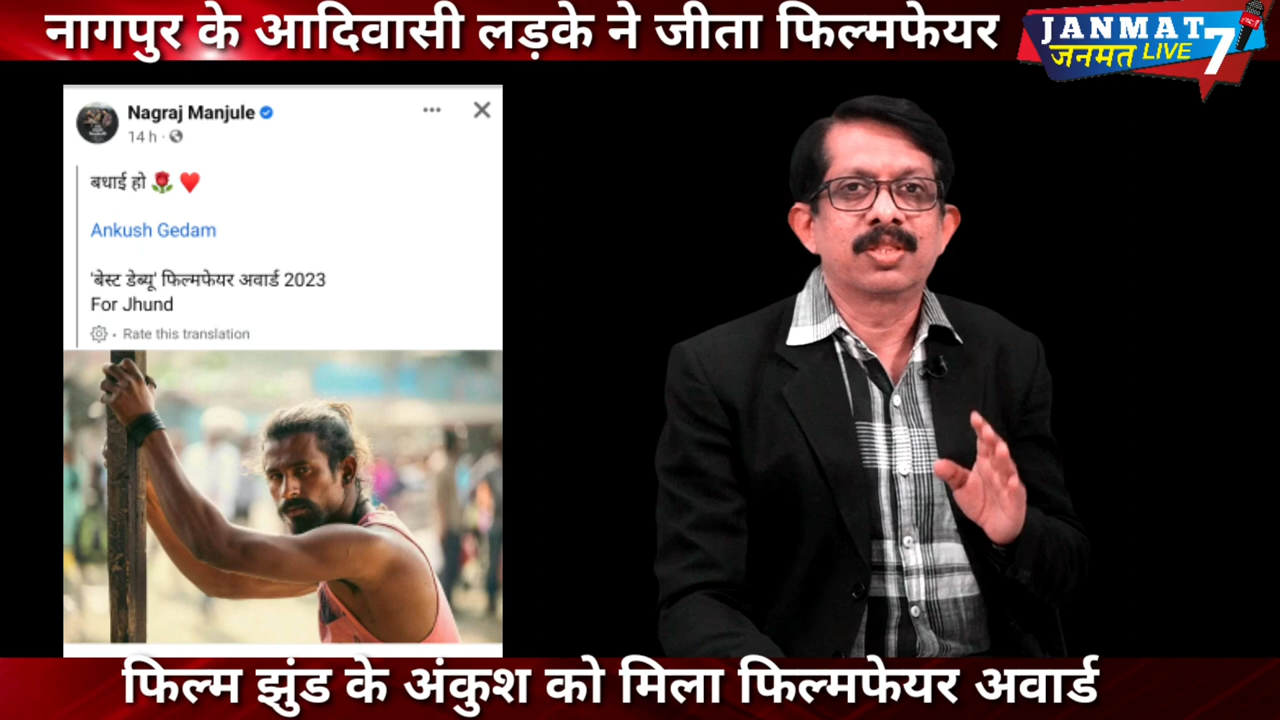 नागपुर के आदिवासी लड़के ने जीता फिल्मफेयर
JANMAT
जनमत LIVE 7
Nagraj Manjule
14 h
बधाई हो 🌹 ❤️
Ankush Gedam
'बेस्ट डेब्यू' फिल्मफेयर अवार्ड 2023
For Jhund
Rate this translation
फिल्म झुंड के अंकुश को मिला फिल्मफेयर अवार्ड